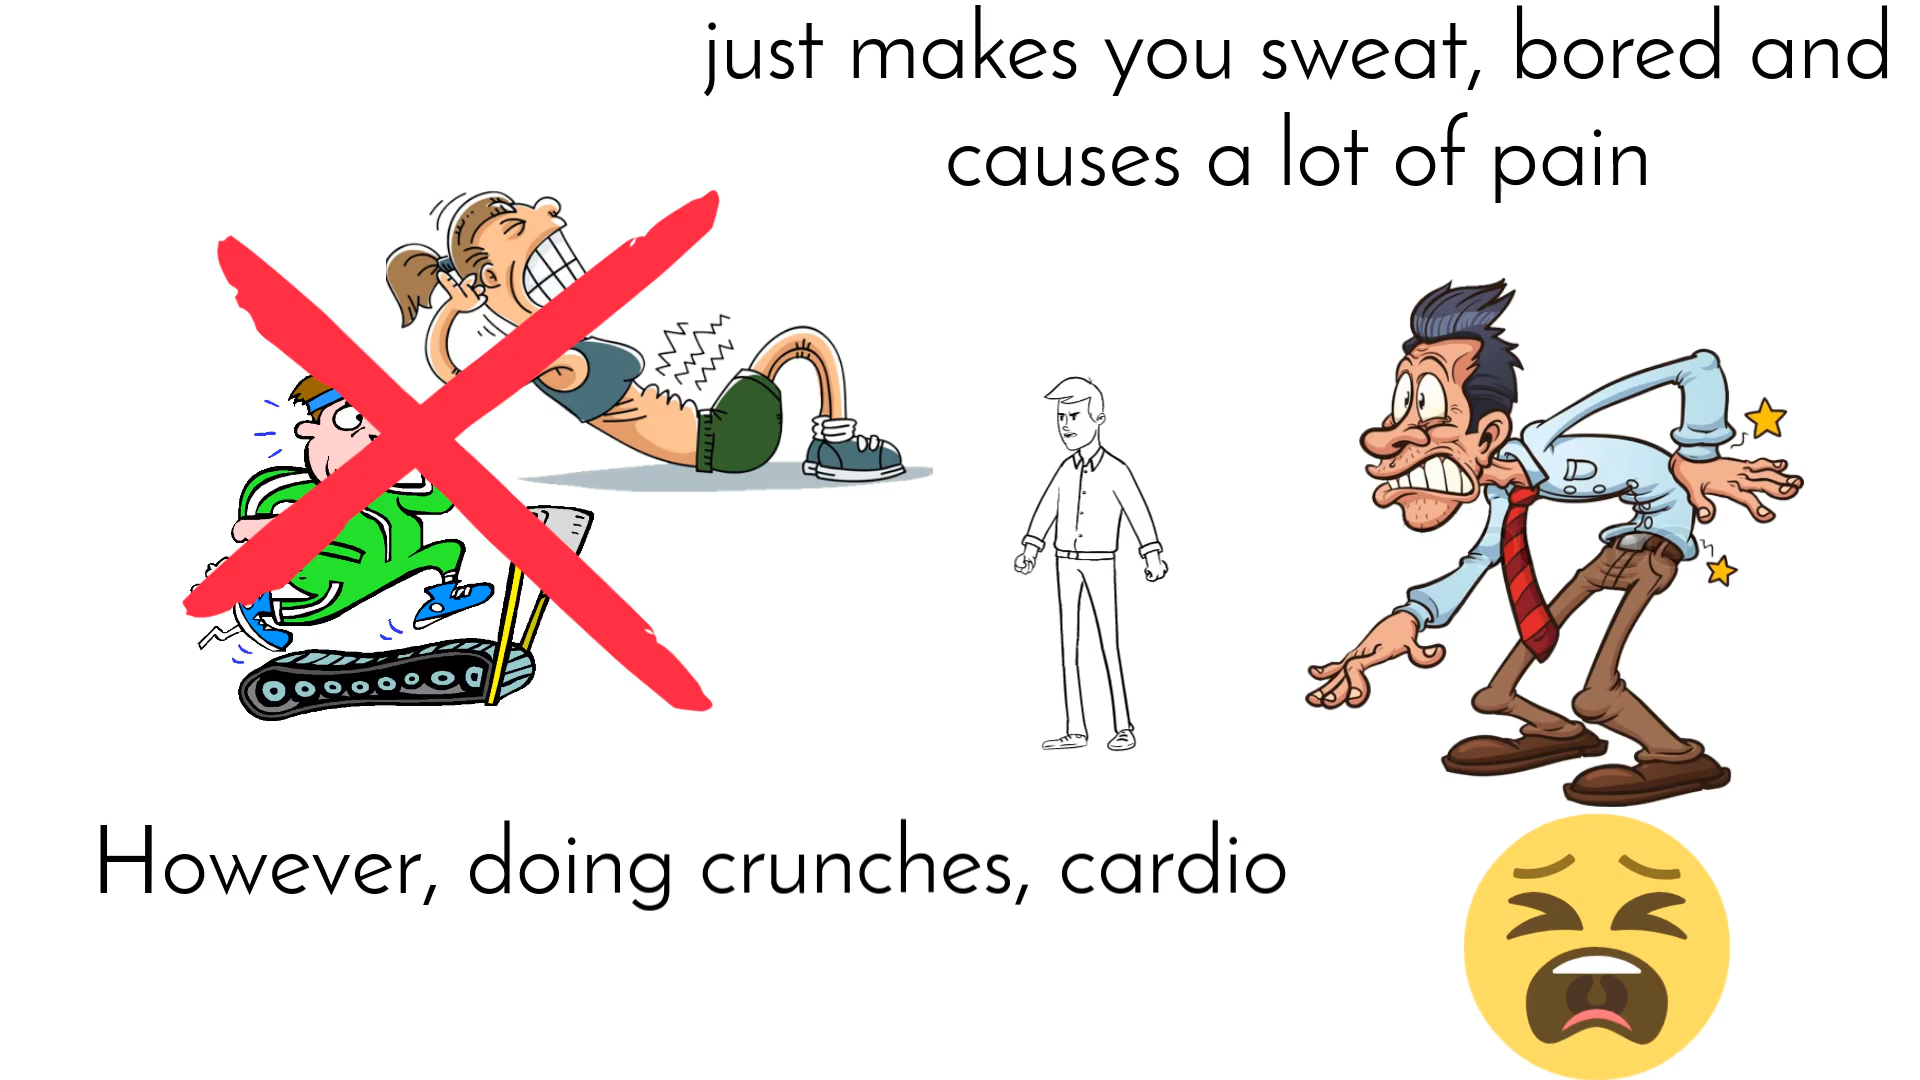 just makes you sweat, bored and
causes a lot of pain
However, doing crunches, cardio